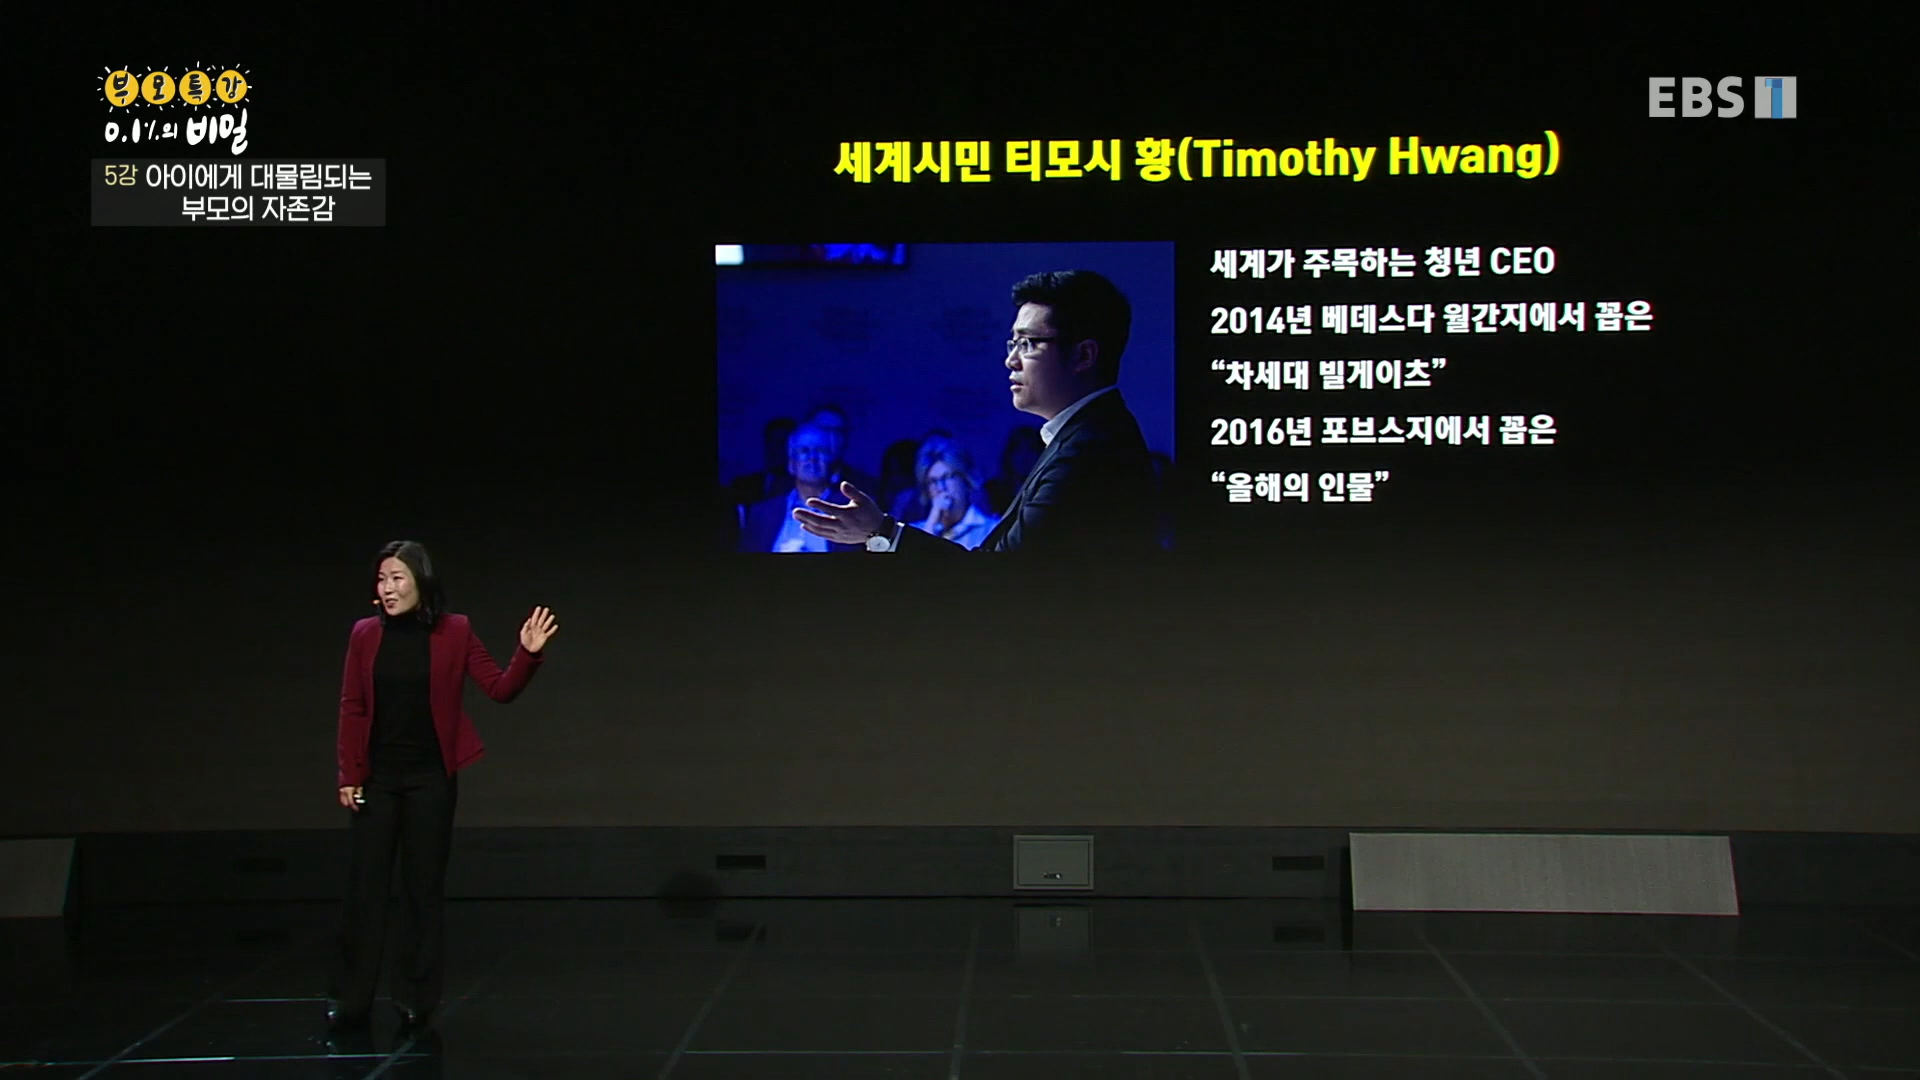 부모특강
0.1%의 비밀
5강 아이에게 대물림되는
부모의 자존감
EBS 1
세계시민 티모시 황(Timothy Hwang)
세계가 주목하는 청년 CEO
2014년 베데스다 월간지에서 꼽은
“차세대 빌게이츠”
2016년 포브스지에서 꼽은
“올해의 인물”